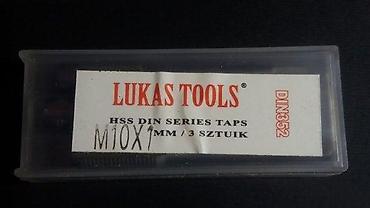 LUKAS TOOLS®
HSS DIN SERIES TAPS
M10X1 MM / 3 SZTUIK
DIN352